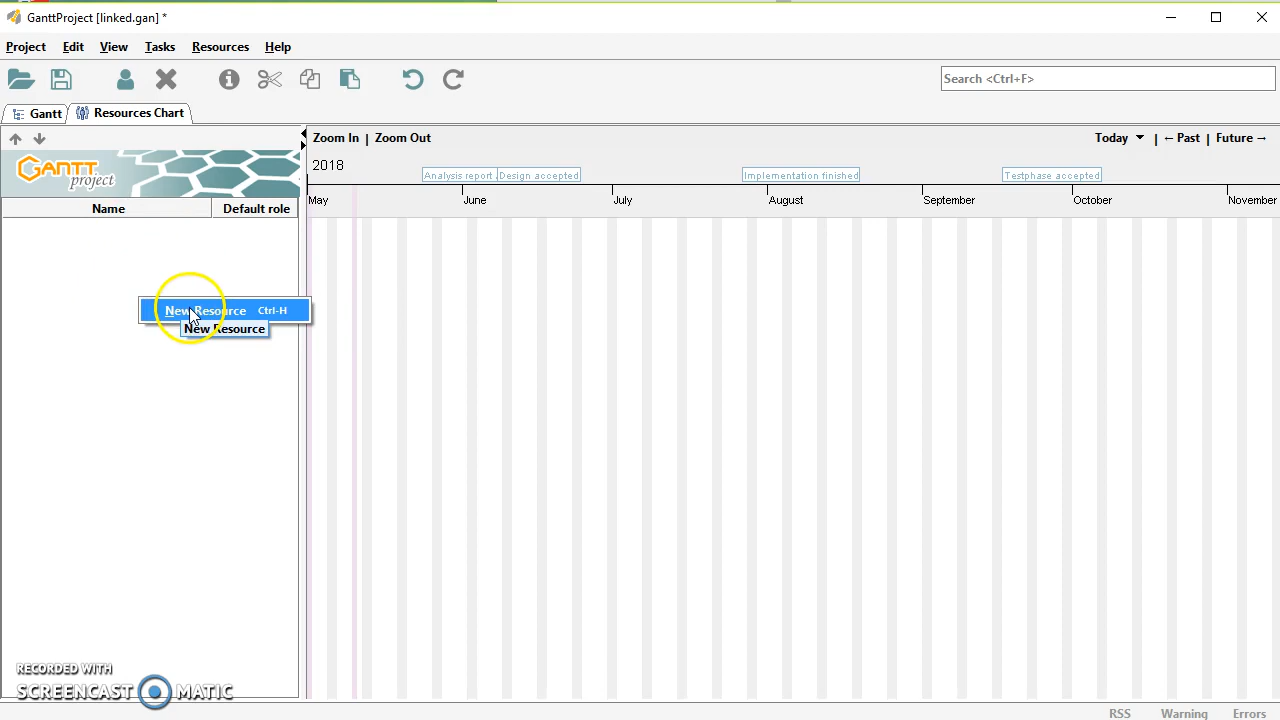 GanttProject [linked.gan] *
Project Edit View Tasks Resources Help
Search <Ctrl+F>
Gantt Resources Chart
Zoom In | Zoom Out Today | ←Past | Future→
GANTT project
2018
Analysis report Design accepted Implementation finished Testphase accepted
Name Default role
May June July August September October November
New Resource Ctrl-H
New Resource
RECORDED WITH
SCREENCAST MATIC
RSS Warning Errors